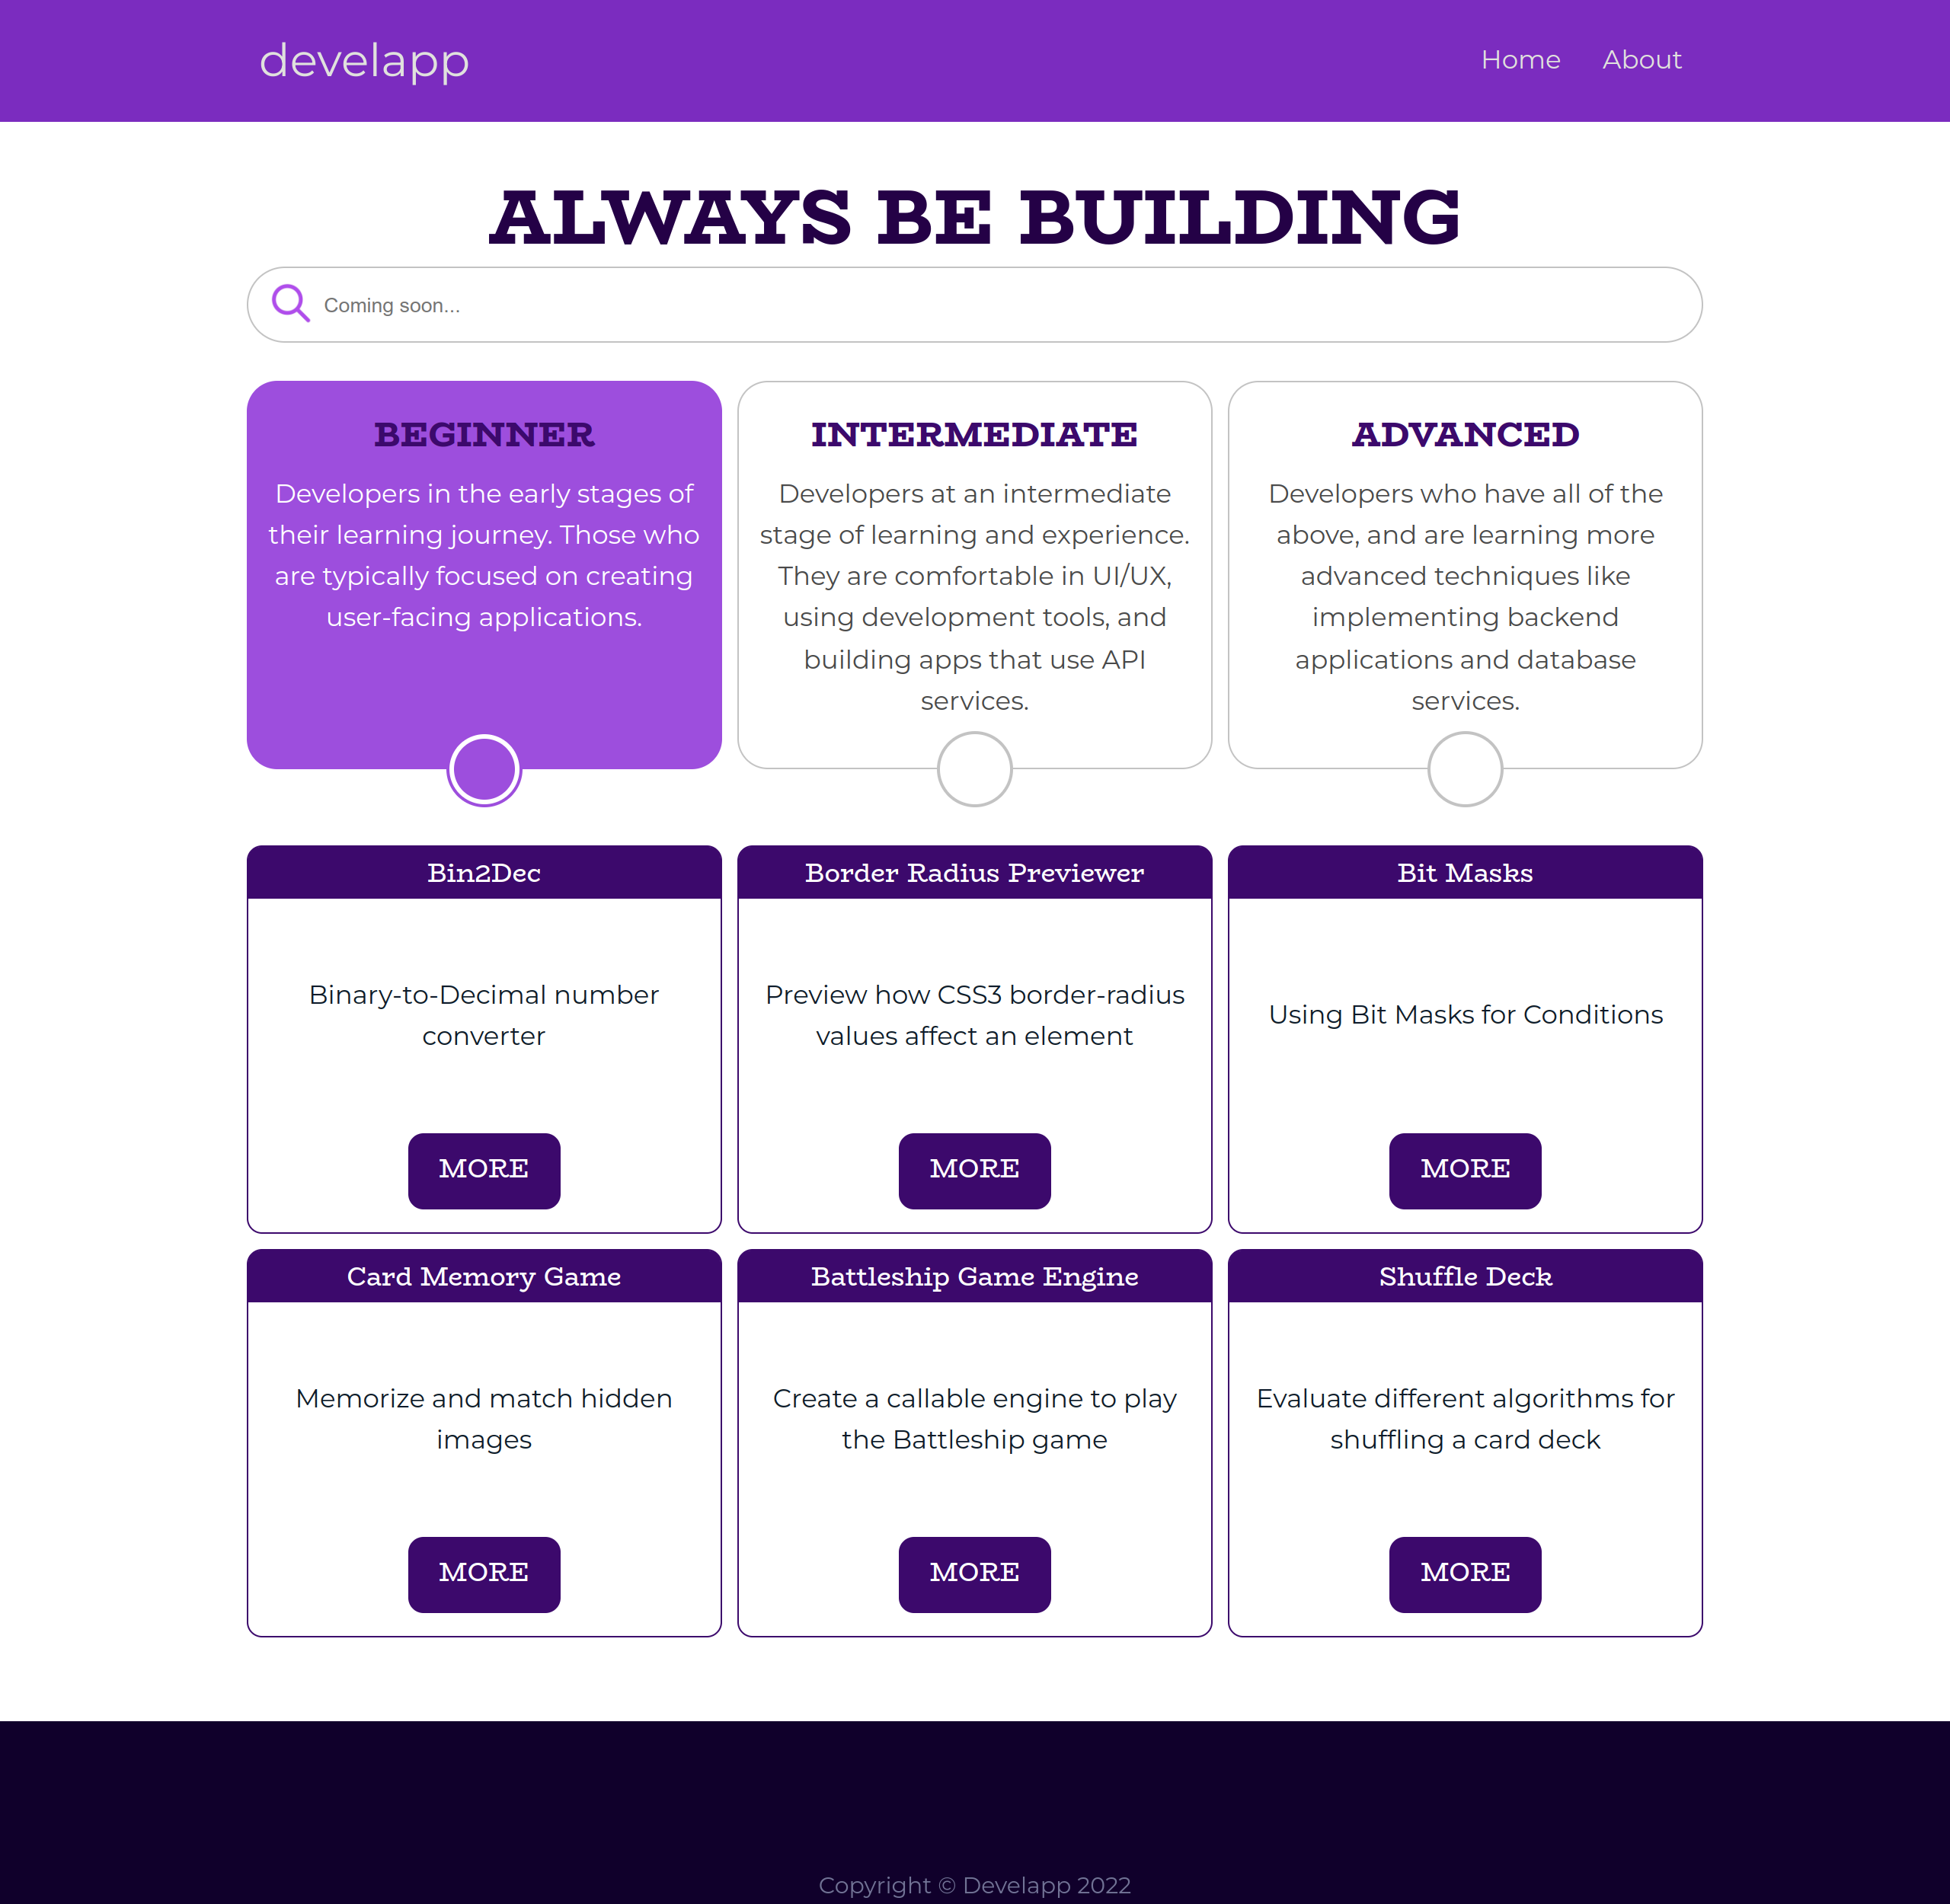 develapp
Home
About
ALWAYS BE BUILDING
Coming soon...
BEGINNER
Developers in the early stages of
their learning journey. Those who
are typically focused on creating
user-facing applications.
INTERMEDIATE
Developers at an intermediate
stage of learning and experience.
They are comfortable in UI/UX,
using development tools, and
building apps that use API
services.
ADVANCED
Developers who have all of the
above, and are learning more
advanced techniques like
implementing backend
applications and database
services.
Bin2Dec
Binary-to-Decimal number
converter
MORE
Border Radius Previewer
Preview how CSS3 border-radius
values affect an element
MORE
Bit Masks
Using Bit Masks for Conditions
MORE
Card Memory Game
Memorize and match hidden
images
MORE
Battleship Game Engine
Create a callable engine to play
the Battleship game
MORE
Shuffle Deck
Evaluate different algorithms for
shuffling a card deck
MORE
Copyright © Develapp 2022